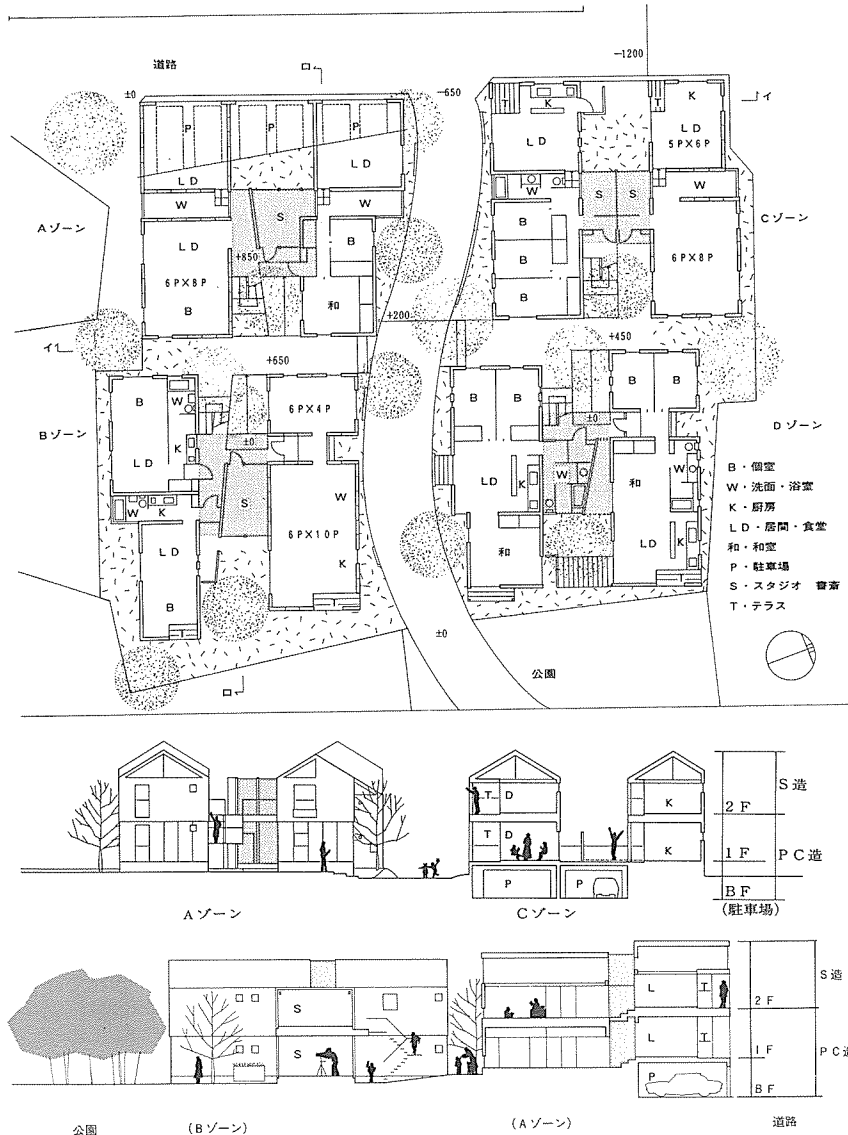 道路
ロ
-1200
±0
-650
イ
P
P
P
T
K
T
K
LD
LD
5P×6P
LD
LD
W
S
W
W
S
S
W
Aゾーン
Cゾーン
LD
B
B
6P×8P
+850
B
6P×8P
B
和
B
+200
イ
+650
+450
B
W
6P×4P
B
B
B
B
±0
±0
Bゾーン
Dゾーン
K
LD
W
和
W
LD
K
W
K
S
W
6P×10P
LD
K
和
LD
K
B
T
T
B・個室
W・洗面・浴室
K・厨房
LD・居間・食堂
和・和室
P・駐車場
S・スタジオ 書斎
T・テラス
±0
ロ
公園
T
D
S造
K
2F
T
D
K
1F
PC造
P
P
BF
(駐車場)
Aゾーン
Cゾーン
S
L
T
S造
2F
S
L
T
1F
PC造
P
BF
公園
(Bゾーン)
(Aゾーン)
道路